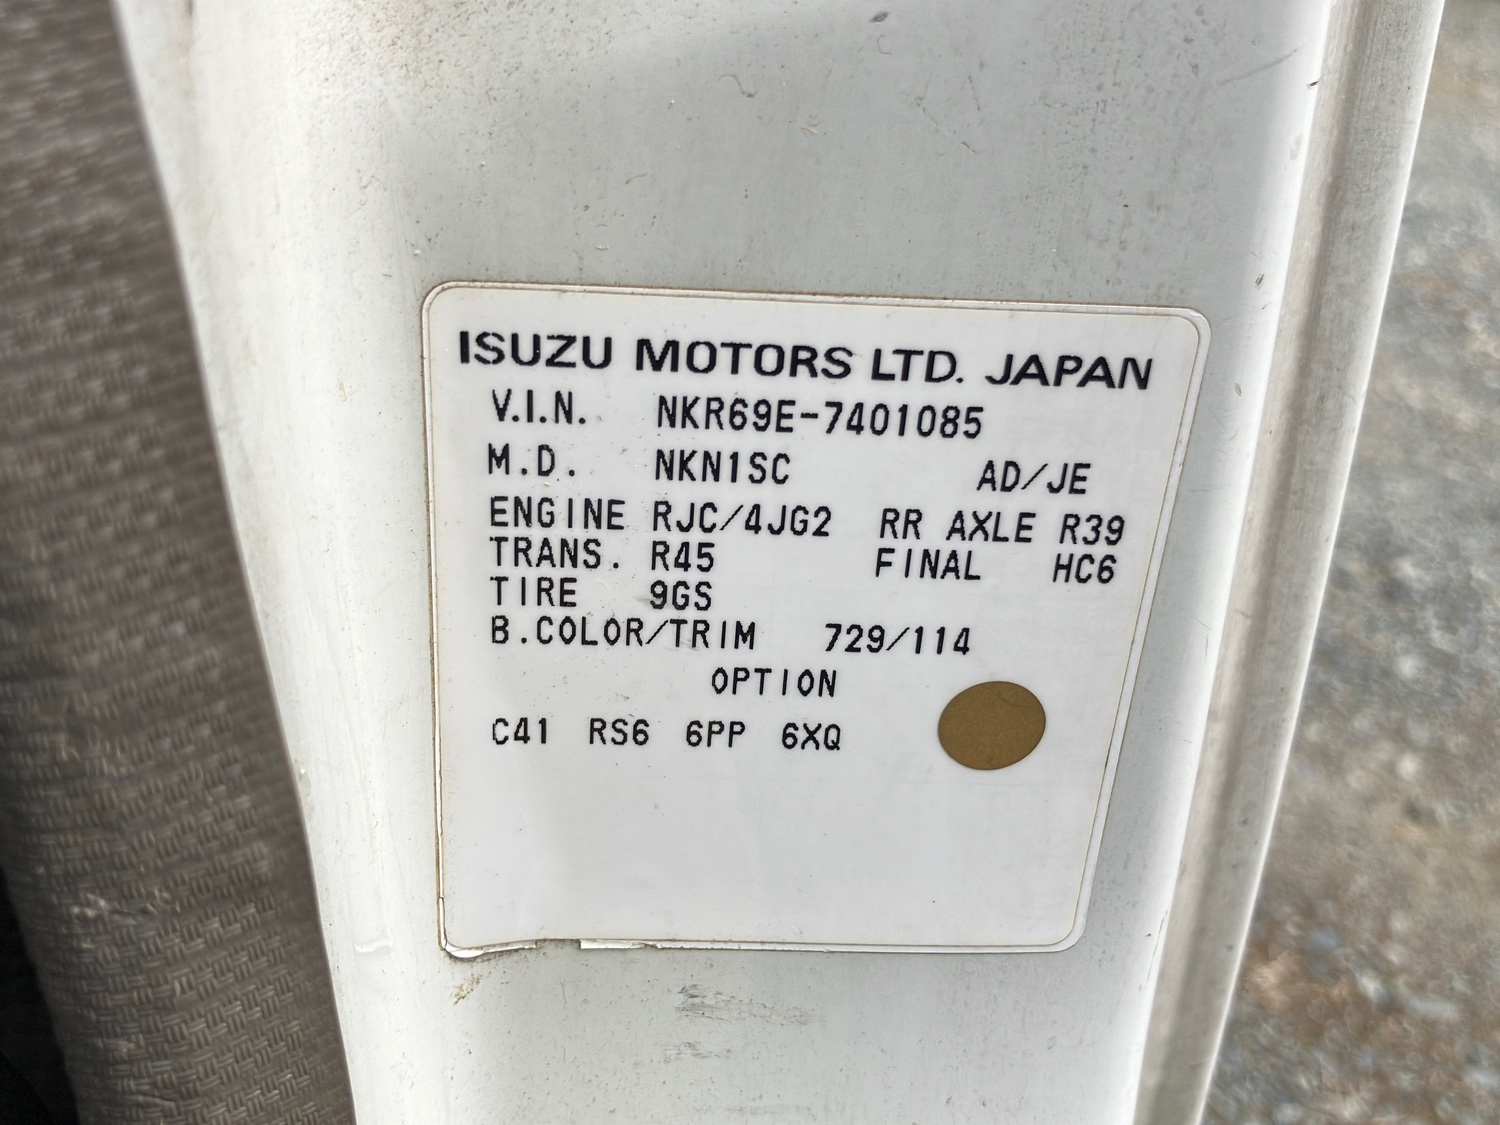 ISUZU MOTORS LTD. JAPAN
V.I.N. NKR69E-7401085
M.D. NKN1SC AD/JE
ENGINE RJC/4JG2 RR AXLE R39
TRANS. R45 FINAL HC6
TIRE 9GS
B.COLOR/TRIM 729/114
OPTION
C41 RS6 6PP 6XQ